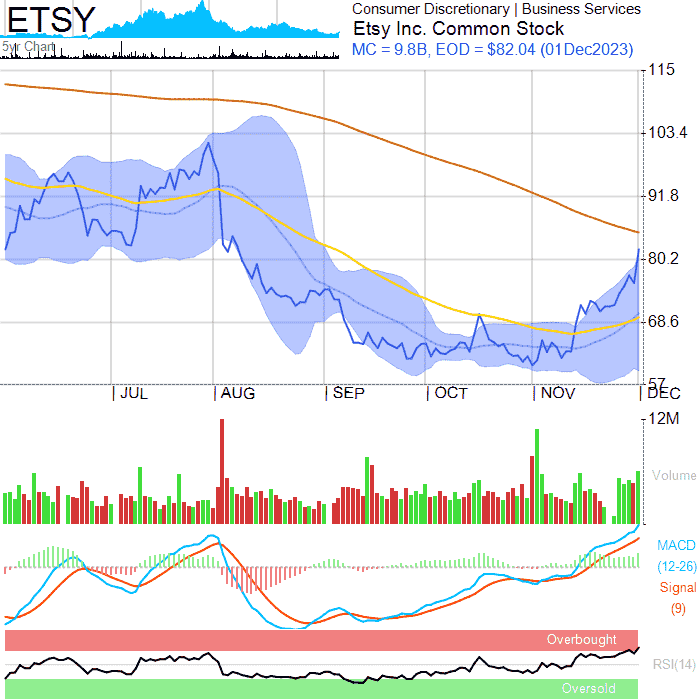 ETSY
5yr Chart
Consumer Discretionary | Business Services
Etsy Inc. Common Stock
MC = 9.8B, EOD = $82.04 (01Dec2023)
115
103.4
91.8
80.2
68.6
57
JUL
AUG
SEP
OCT
NOV
DEC
12M
Volume
MACD
(12-26)
Signal
(9)
Overbought
RSI(14)
Oversold